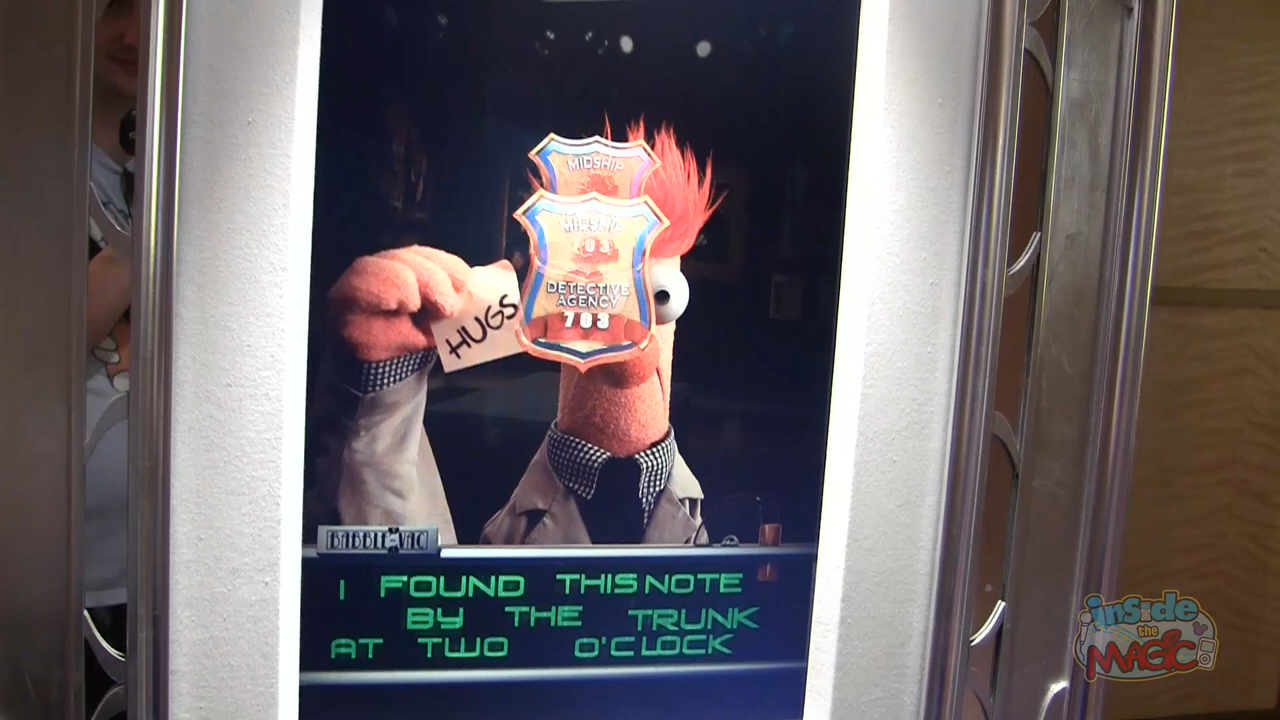 MIDSHIP
MIDSHIP
703
DETECTIVE
AGENCY
703
HUGS
BABBLE-VAC
I FOUND THIS NOTE
BY THE TRUNK
AT TWO O'CLOCK
inside
the
MAGIC